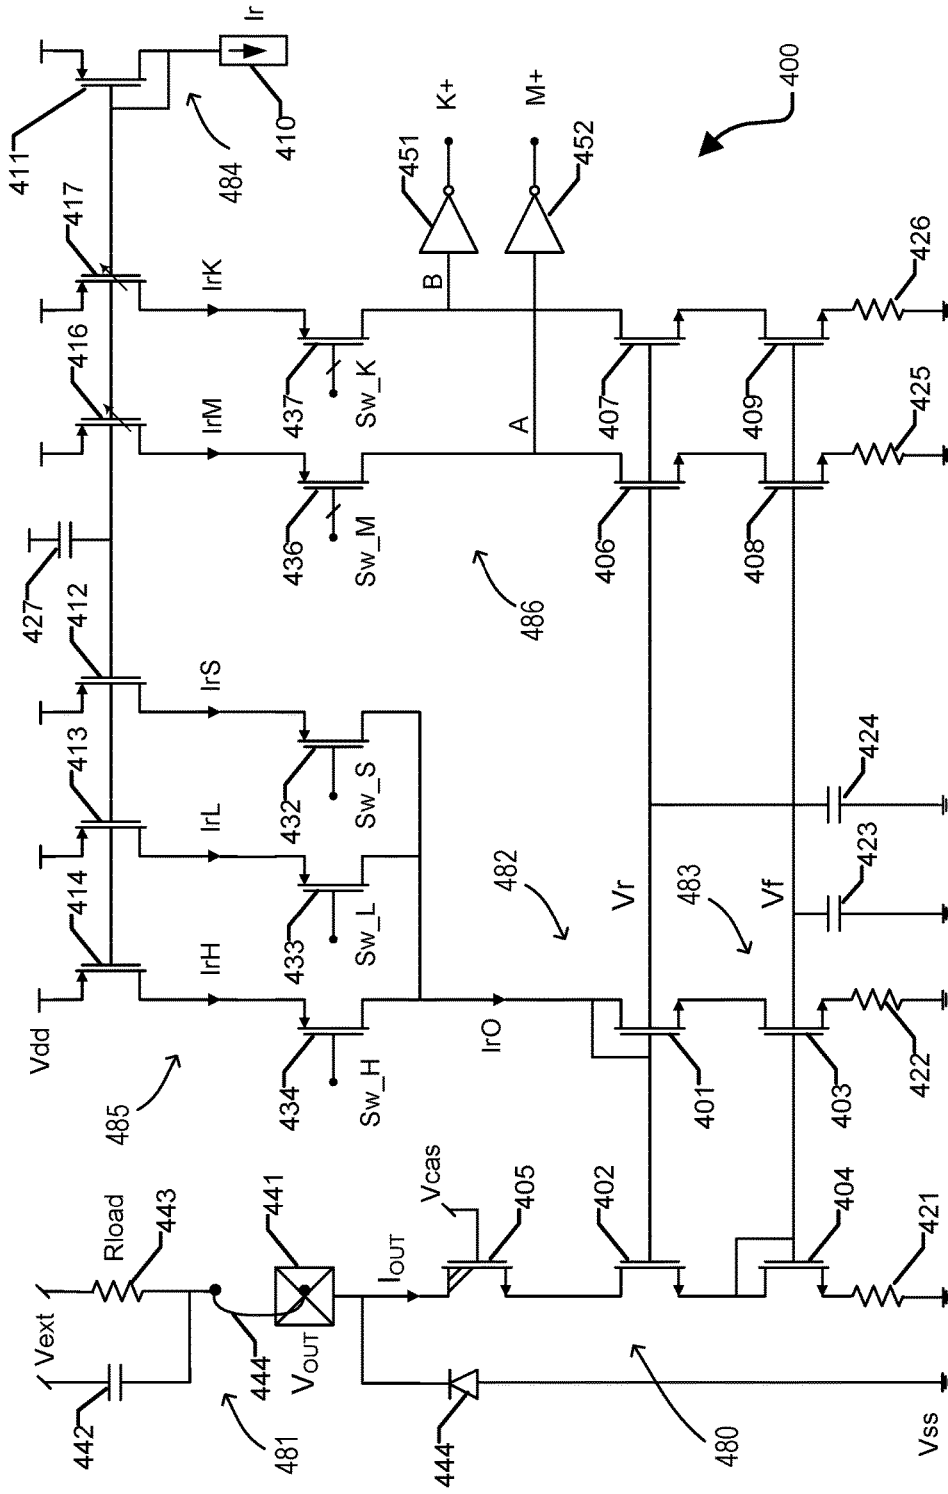 Vext
Rload
443
442
444
481
441
V_OUT
I_OUT
Vcas
405
402
404
421
444
480
Vss
Vdd
485
414
413
412
427
416
417
411
Ir
410
484
IrH
IrL
IrS
IrM
IrK
434
433
432
436
437
Sw_H
Sw_L
Sw_S
Sw_M
Sw_K
IrO
482
486
A
B
451
K+
452
M+
400
401
403
422
Vr
483
Vf
423
424
406
407
408
409
425
426